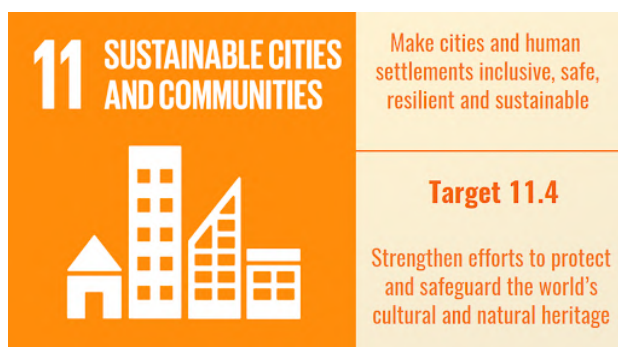 11
SUSTAINABLE CITIES
AND COMMUNITIES
Make cities and human
settlements inclusive, safe,
resilient and sustainable
Target 11.4
Strengthen efforts to protect
and safeguard the world's
cultural and natural heritage